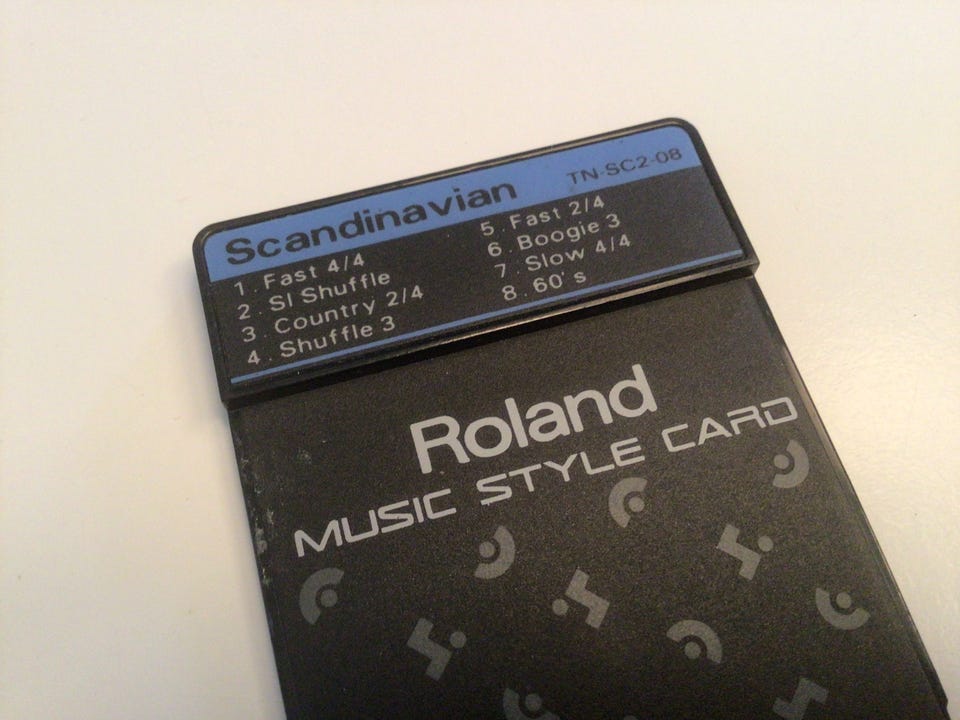 Scandinavian TN-SC2-08
1. Fast 4/4
2. Sl Shuffle
3. Country 2/4
4. Shuffle 3
5. Fast 2/4
6. Boogie 3
7. Slow 4/4
8. 60's
Roland
MUSIC STYLE CARD